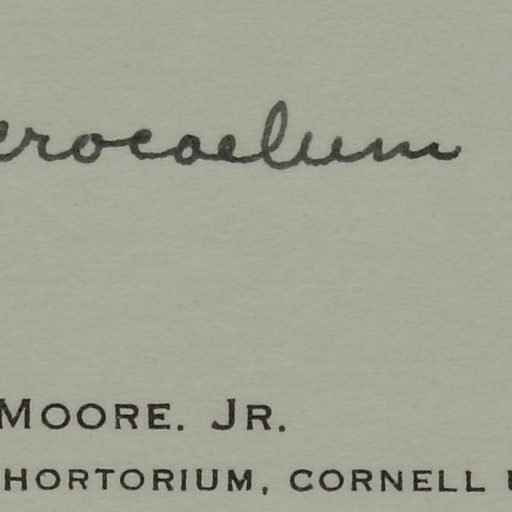 erocoelum
Moore. Jr.
Hortorium, Cornell